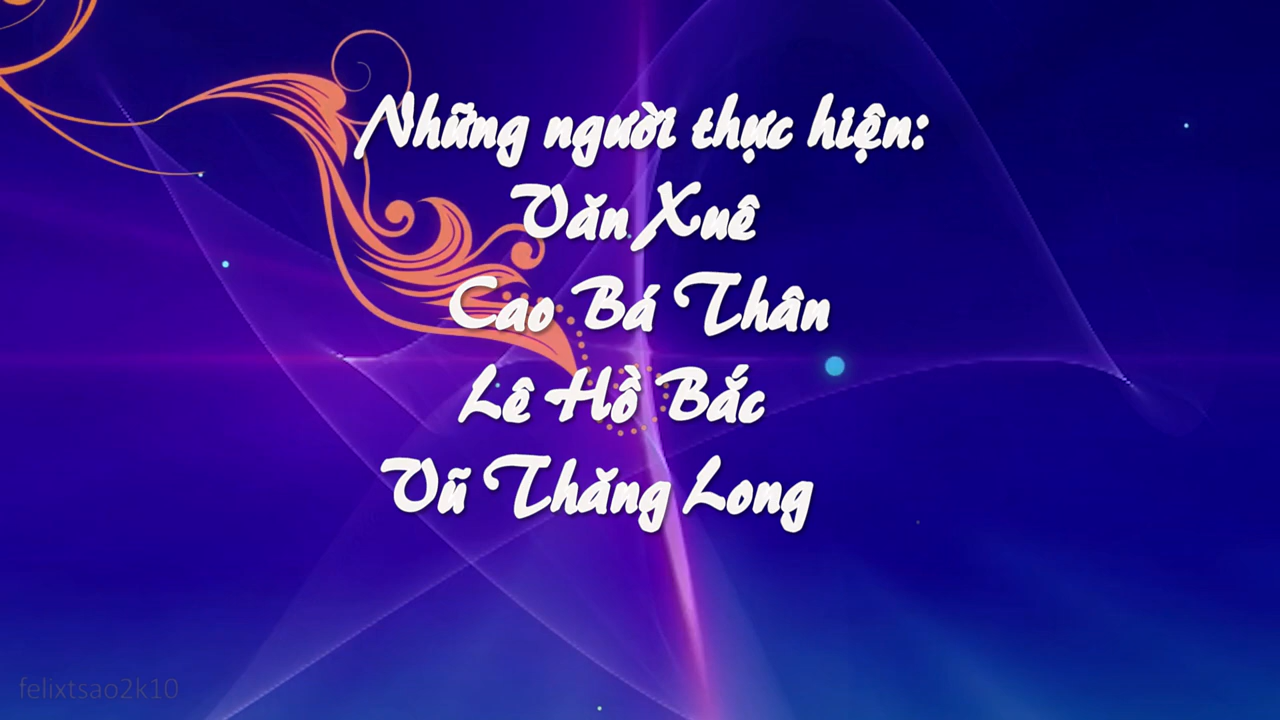 Những người thực hiện:
Văn Xuê
Cao Bá Thân
Lê Hồ Bắc
Vũ Thăng Long
felixtsao2k10